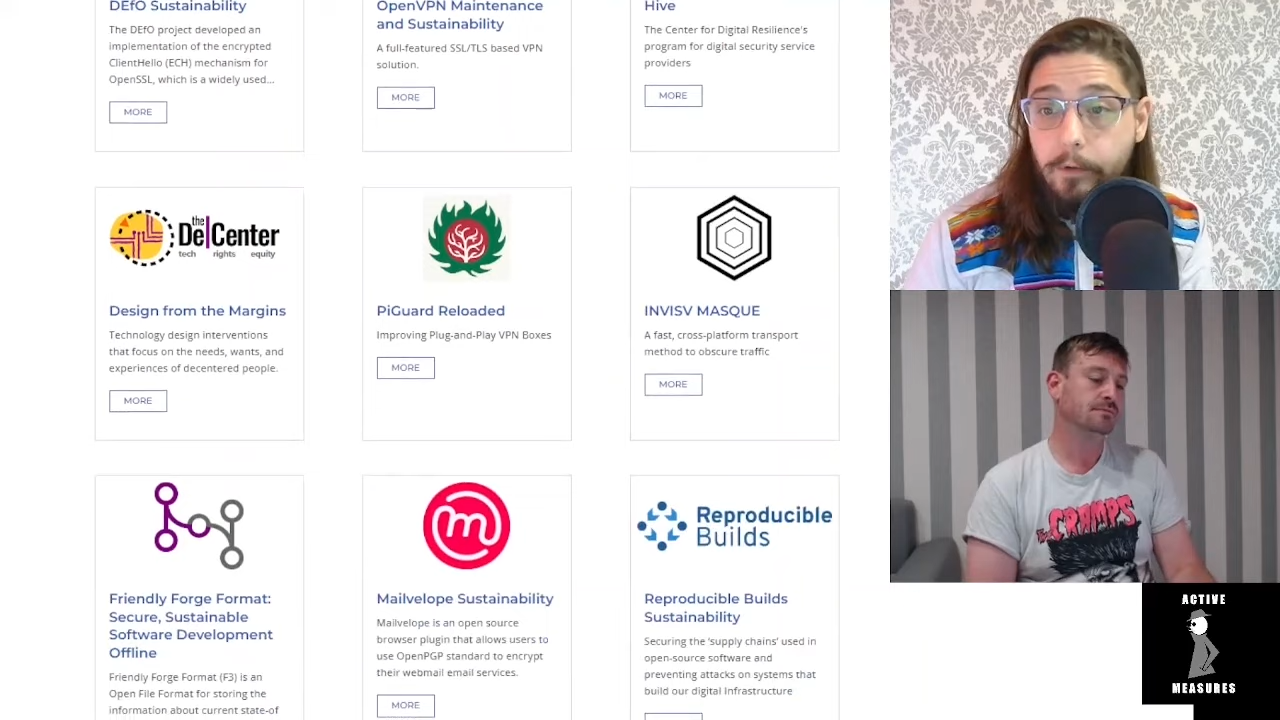 DEfO Sustainability
The DEfO project developed an
implementation of the encrypted
ClientHello (ECH) mechanism for
OpenSSL, which is a widely used...
MORE
OpenVPN Maintenance
and Sustainability
A full-featured SSL/TLS based VPN
solution.
MORE
Hive
The Center for Digital Resilience's
program for digital security service
providers
MORE
the
De|Center
tech rights equity
Design from the Margins
Technology design interventions
that focus on the needs, wants, and
experiences of decentered people.
MORE
PiGuard Reloaded
Improving Plug-and-Play VPN Boxes
MORE
INVISV MASQUE
A fast, cross-platform transport
method to obscure traffic
MORE
Friendly Forge Format:
Secure, Sustainable
Software Development
Offline
Friendly Forge Format (F3) is an
Open File Format for storing the
information about current state-of
m
Mailvelope Sustainability
Mailvelope is an open source
browser plugin that allows users to
use OpenPGP standard to encrypt
their webmail email services.
MORE
Reproducible
Builds
Reproducible Builds
Sustainability
Securing the ‘supply chains’ used in
open-source software and
preventing attacks on systems that
build our digital Infrastructure
The CRAMPS
ACTIVE
MEASURES